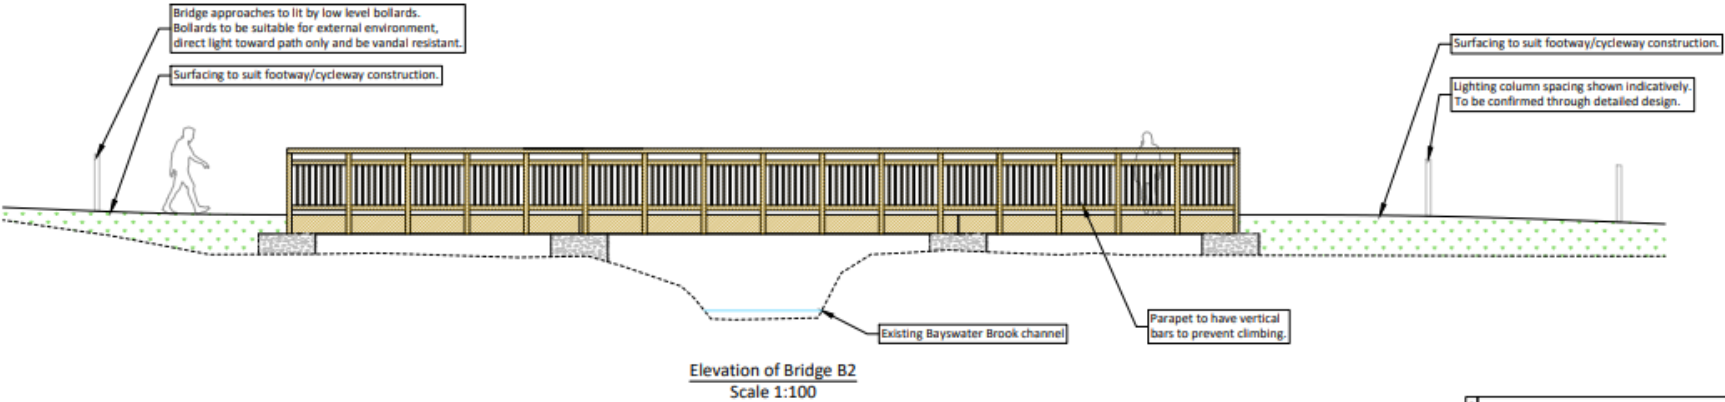 Bridge approaches to lit by low level bollards.
Bollards to be suitable for external environment,
direct light toward path only and be vandal resistant.
Surfacing to suit footway/cycleway construction.
Surfacing to suit footway/cycleway construction.
Lighting column spacing shown indicatively.
To be confirmed through detailed design.
Existing Bayswater Brook channel
Parapet to have vertical
bars to prevent climbing.
Elevation of Bridge B2
Scale 1:100